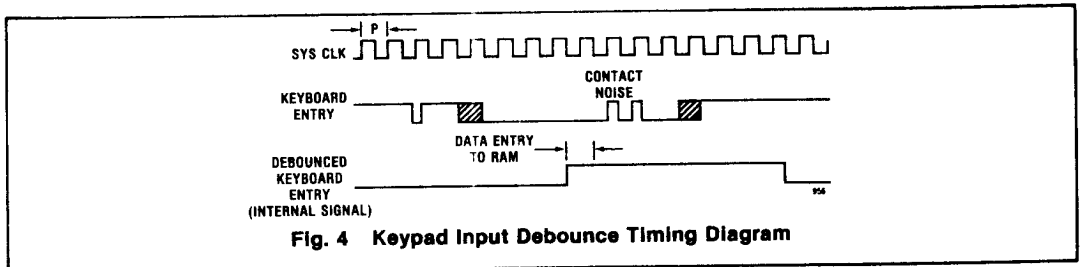 P
SYS CLK
CONTACT
NOISE
KEYBOARD
ENTRY
DATA ENTRY
TO RAM
DEBOUNCED
KEYBOARD
ENTRY
(INTERNAL SIGNAL)
956
Fig. 4 Keypad Input Debounce Timing Diagram